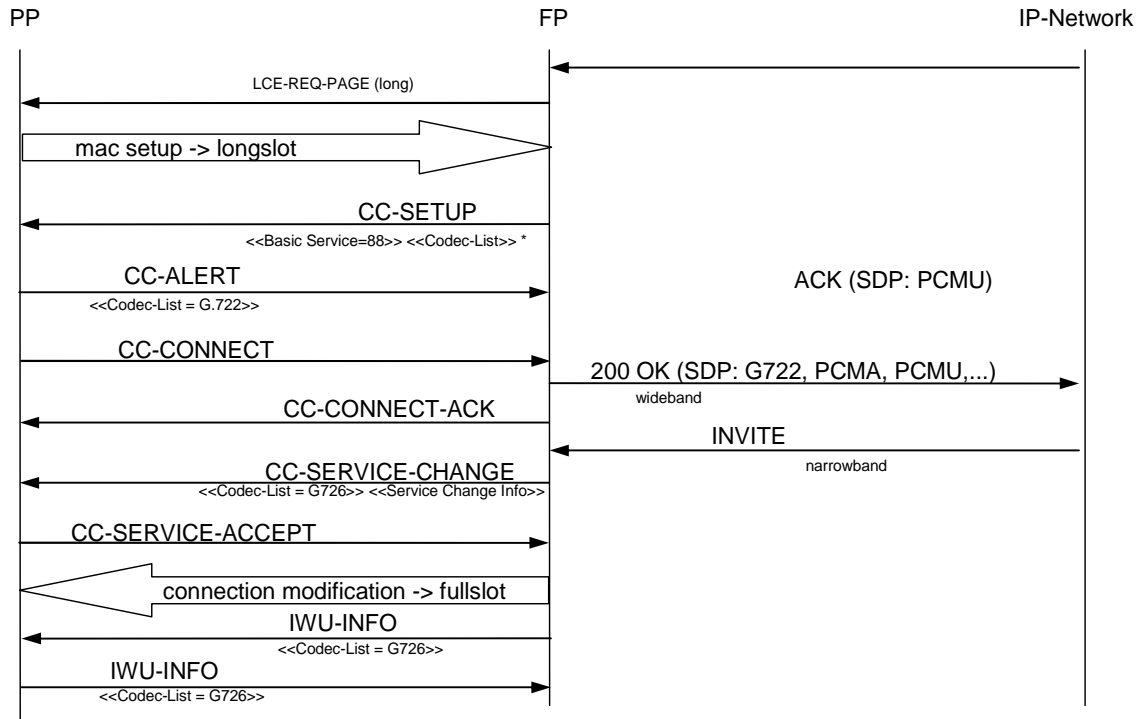 PP FP IP-Network
LCE-REQ-PAGE (long)
mac setup -> longslot
CC-SETUP
<<Basic Service=88>> <<Codec-List>> *
CC-ALERT
<<Codec-List = G.722>>
ACK (SDP: PCMU)
CC-CONNECT
200 OK (SDP: G722, PCMA, PCMU,...)
wideband
CC-CONNECT-ACK
INVITE
narrowband
CC-SERVICE-CHANGE
<<Codec-List = G726>> <<Service Change Info>>
CC-SERVICE-ACCEPT
connection modification -> fullslot
IWU-INFO
<<Codec-List = G726>>
IWU-INFO
<<Codec-List = G726>>